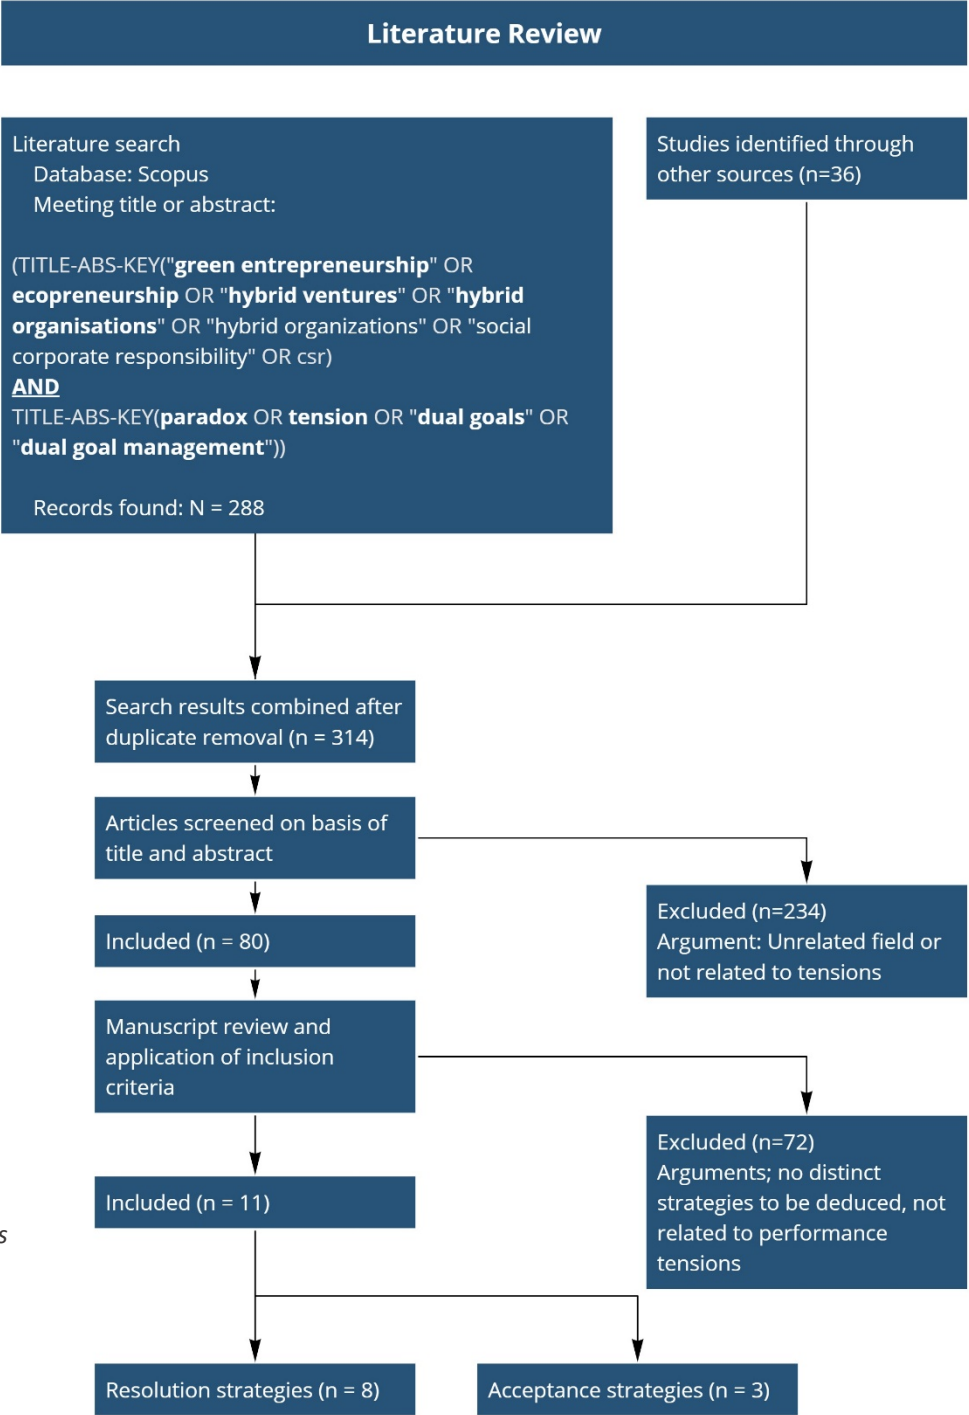 Literature Review
Literature search
Database: Scopus
Meeting title or abstract:
(TITLE-ABS-KEY("green entrepreneurship" OR
ecopreneurship OR "hybrid ventures" OR "hybrid
organisations" OR "hybrid organizations" OR "social
corporate responsibility" OR csr)
AND
TITLE-ABS-KEY(paradox OR tension OR "dual goals" OR
"dual goal management"))
Records found: N = 288
Studies identified through
other sources (n=36)
Search results combined after
duplicate removal (n = 314)
Articles screened on basis of
title and abstract
Excluded (n=234)
Argument: Unrelated field or
not related to tensions
Included (n = 80)
Manuscript review and
application of inclusion
criteria
Excluded (n=72)
Arguments; no distinct
strategies to be deduced, not
related to performance
tensions
Included (n = 11)
s
Resolution strategies (n = 8)
Acceptance strategies (n = 3)